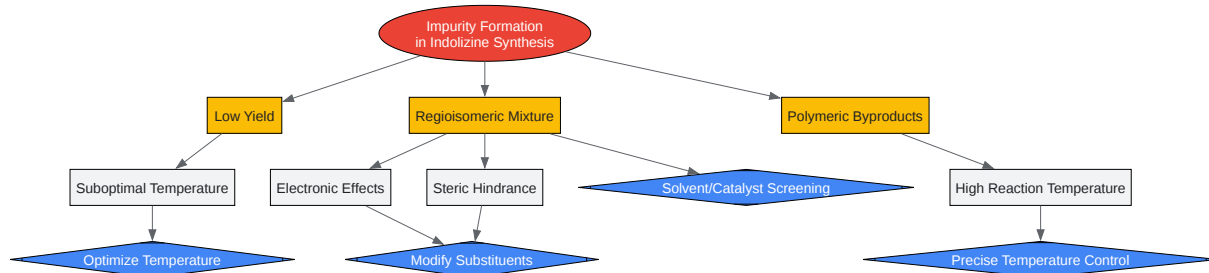 Impurity Formation
in Indolizine Synthesis
Low Yield
Regioisomeric Mixture
Polymeric Byproducts
Suboptimal Temperature
Electronic Effects
Steric Hindrance
Solvent/Catalyst Screening
High Reaction Temperature
Optimize Temperature
Modify Substituents
Precise Temperature Control